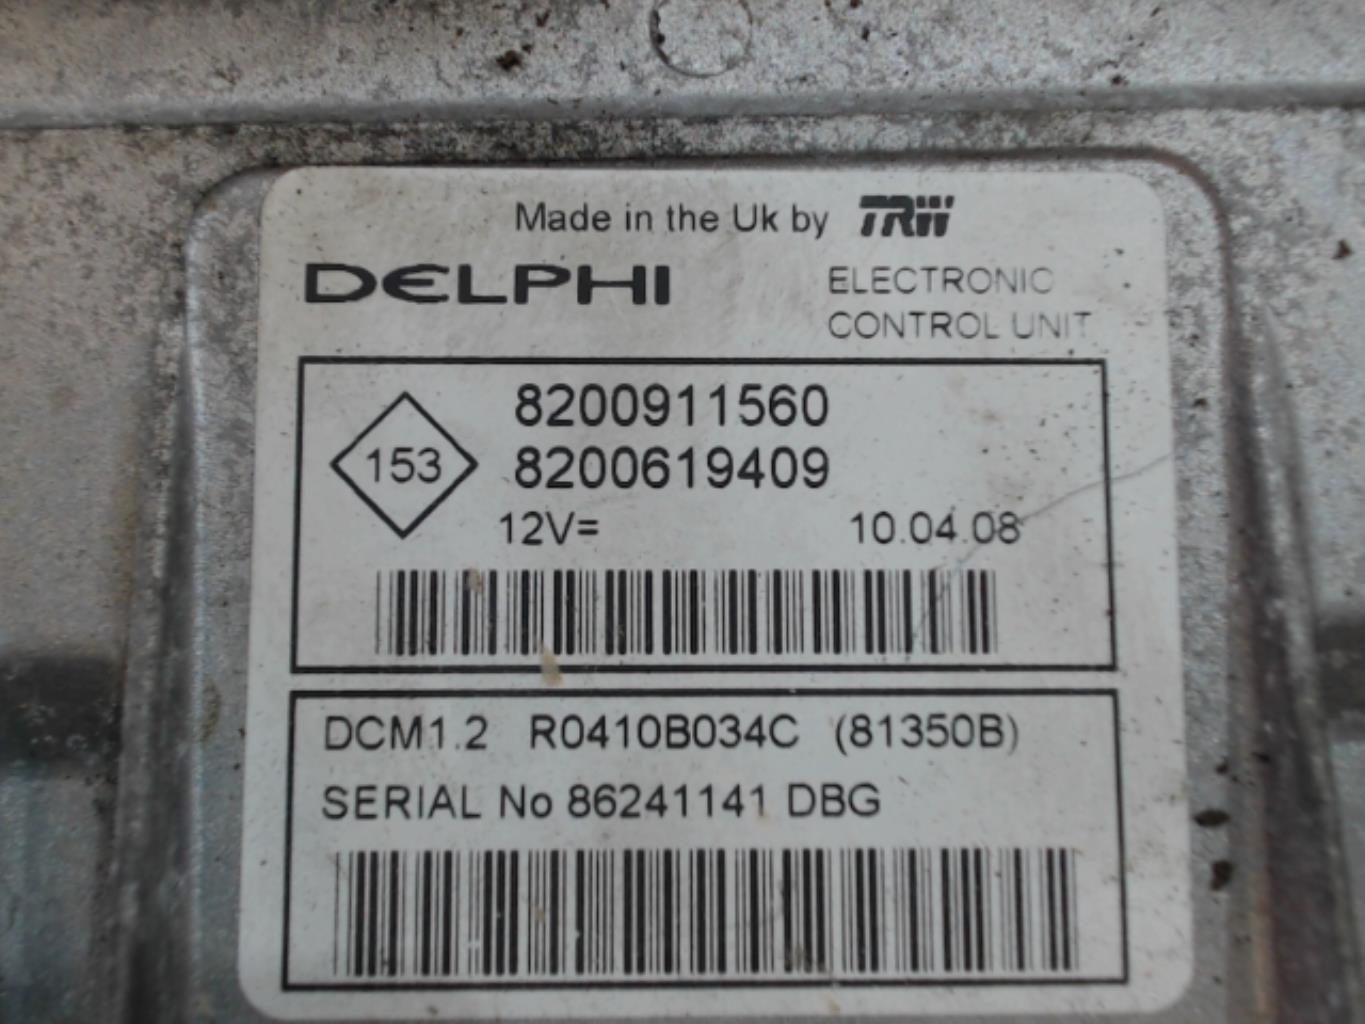 Made in the Uk by TRW
DELPHI
ELECTRONIC
CONTROL UNIT
8200911560
153
8200619409
12V= 10.04.08
DCM1.2 R0410B034C (81350B)
SERIAL No 86241141 DBG